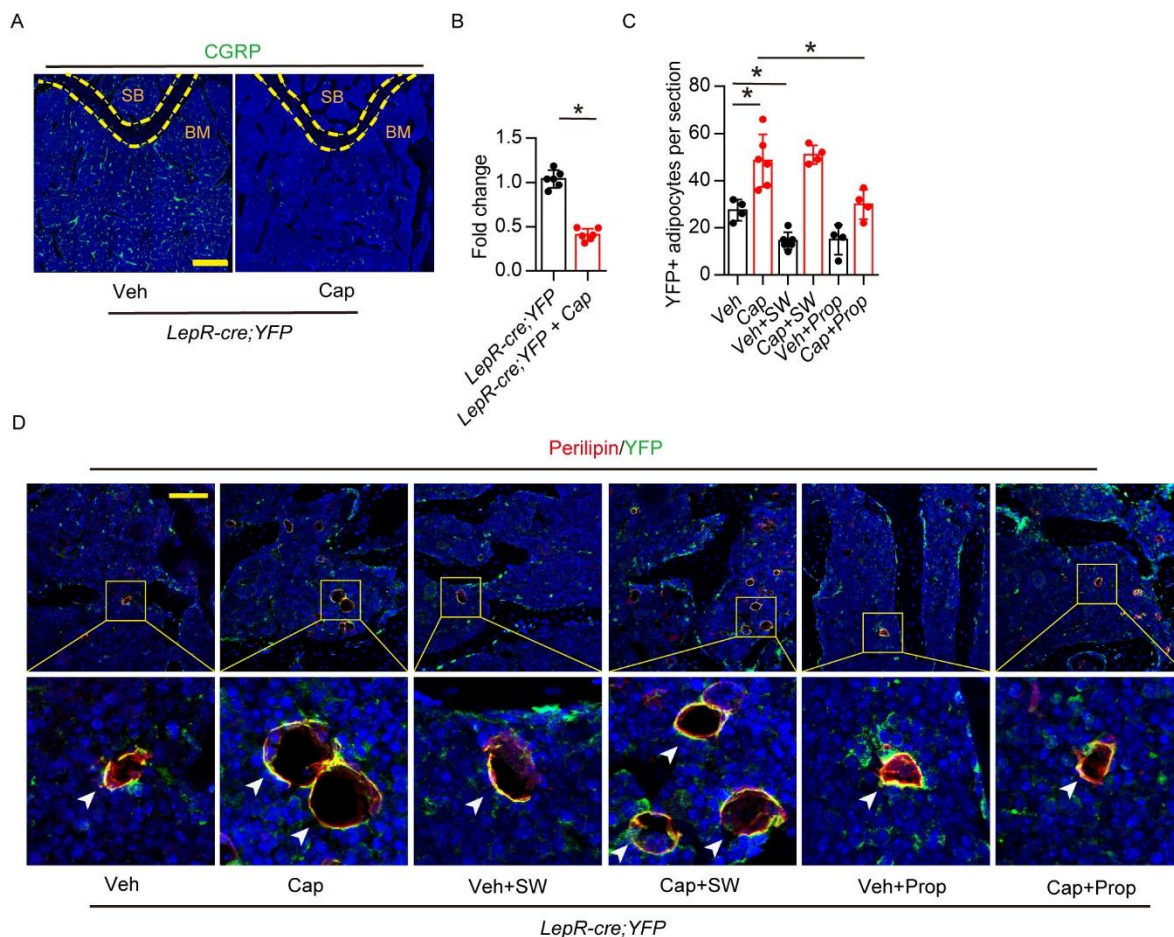 A
CGRP
SB
BM
SB
BM
Veh
Cap
LepR-cre;YFP
B
*
Fold change
1.5
1.0
0.5
0.0
LepR-cre;YFP
LepR-cre;YFP + Cap
C
*
*
*
YFP+ adipocytes per section
80
60
40
20
0
Veh
Cap
Veh+SW
Cap+SW
Veh+Prop
Cap+Prop
D
Perilipin/YFP
Veh
Cap
Veh+SW
Cap+SW
Veh+Prop
Cap+Prop
LepR-cre;YFP